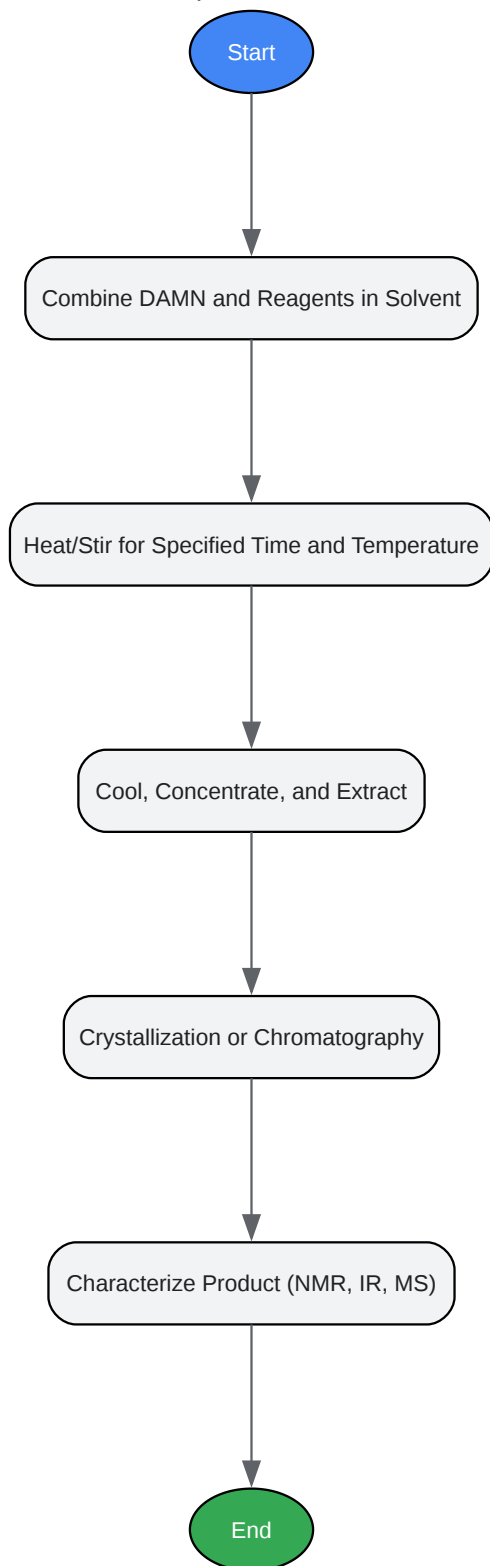 Start
Combine DAMN and Reagents in Solvent
Heat/Stir for Specified Time and Temperature
Cool, Concentrate, and Extract
Crystallization or Chromatography
Characterize Product (NMR, IR, MS)
End